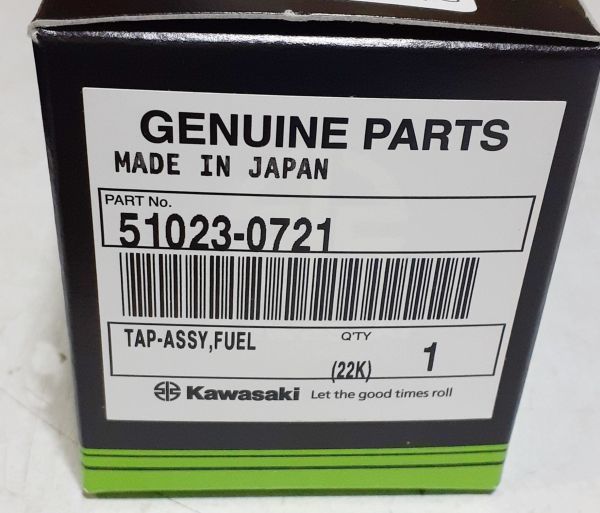 GENUINE PARTS
MADE IN JAPAN
PART No.
51023-0721
TAP-ASSY,FUEL Q'TY
(22K) 1
Kawasaki Let the good times roll